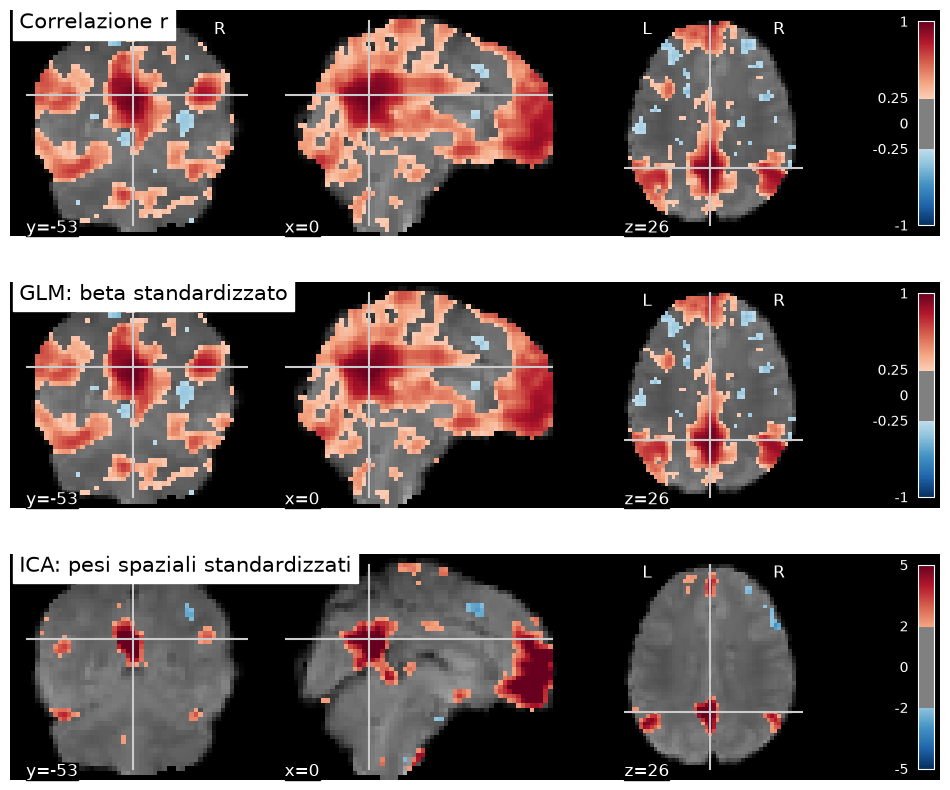 Correlazione r
R
L
R
1
0.25
0
-0.25
-1
y=-53
x=0
z=26
GLM: beta standardizzato
L
R
1
0.25
0
-0.25
-1
y=-53
x=0
z=26
ICA: pesi spaziali standardizzati
L
R
5
2
0
-2
-5
y=-53
x=0
z=26